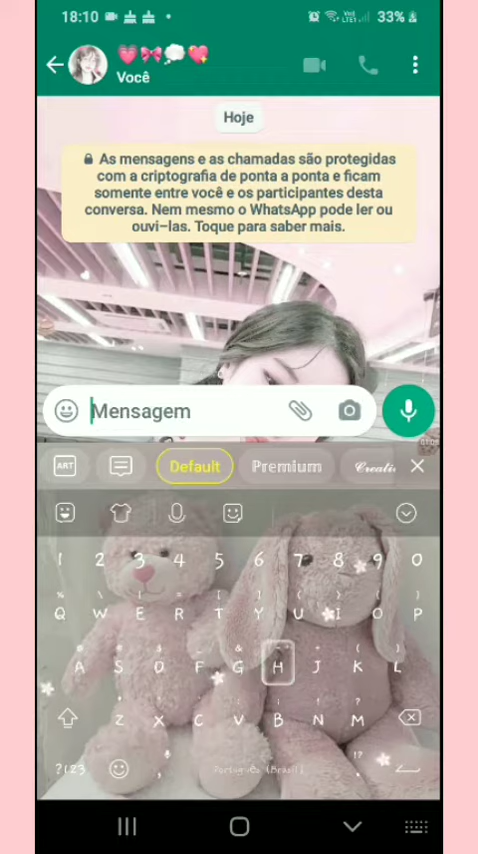 18:10
33%
💗🎀💭💖
Você
Hoje
As mensagens e as chamadas são protegidas
com a criptografia de ponta a ponta e ficam
somente entre você e os participantes desta
conversa. Nem mesmo o WhatsApp pode ler ou
ouvi-las. Toque para saber mais.
Mensagem
ART Default Premium
1 2 3 4 5 6 7 8 9 0
Q W E R T Y U I O P
A S D F G H J K L
Z X C V B N M
?123 , Português (Brasil)